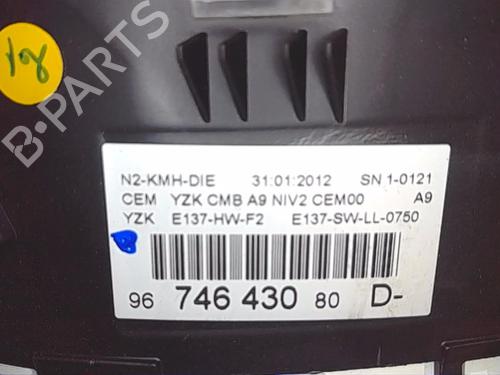 18
B-PARTS
N2-KMH-DIE 31:01:2012 SN 1-0121
CEM YZK CMB A9 NIV2 CEM00 A9
YZK E137-HW-F2 E137-SW-LL-0750
96 746 430 80 D-